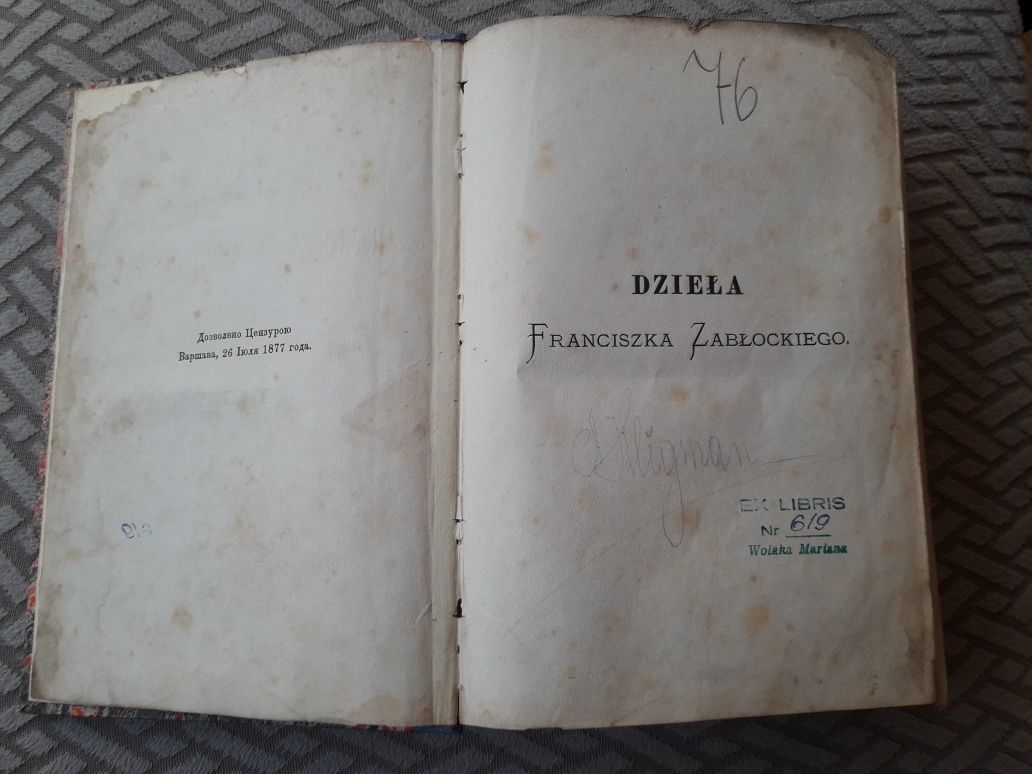 Дозволено Цензурою
Варшава, 26 Іюля 1877 года.
76
DZIEŁA
FRANCISZKA ZABŁOCKIEGO.
EX LIBRIS
Nr 619
Wolaka Mariana
619